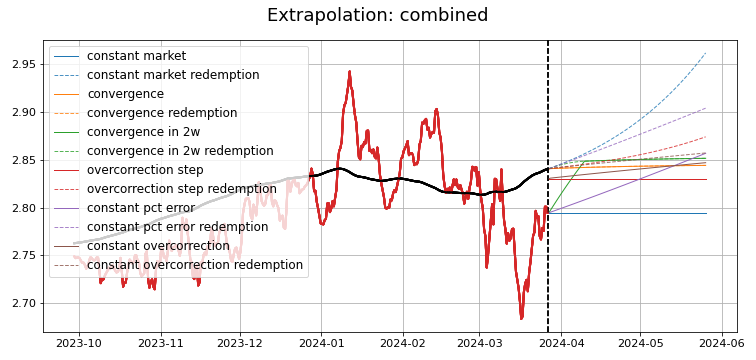 Extrapolation: combined
constant market
constant market redemption
convergence
convergence redemption
convergence in 2w
convergence in 2w redemption
overcorrection step
overcorrection step redemption
constant pct error
constant pct error redemption
constant overcorrection
constant overcorrection redemption
2.95
2.90
2.85
2.80
2.75
2.70
2023-10 2023-11 2023-12 2024-01 2024-02 2024-03 2024-04 2024-05 2024-06